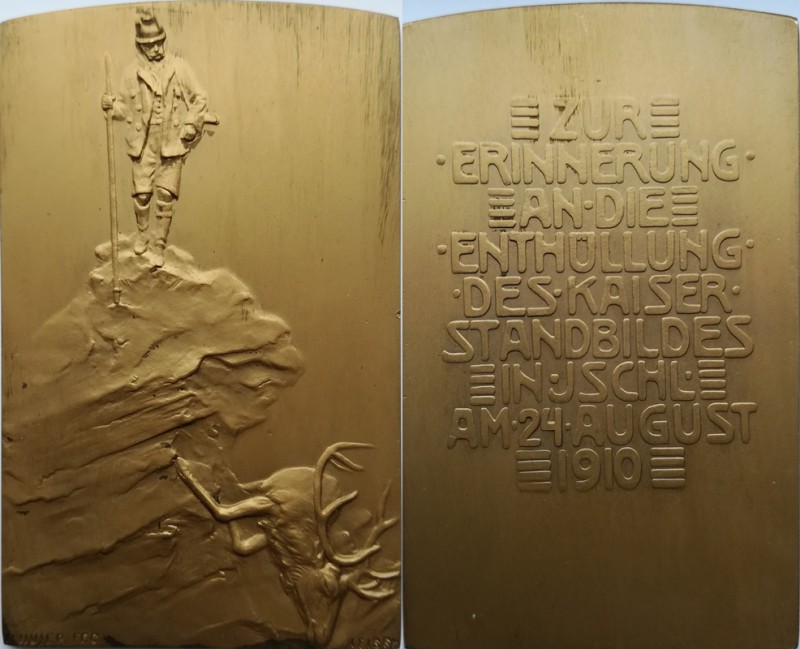 ZUR
·ERINNERUNG·
AN·DIE
·ENTHÜLLUNG·
·DES·KAISER·
STANDBILDES
IN·JSCHL·
AM·24·AUGUST
1910